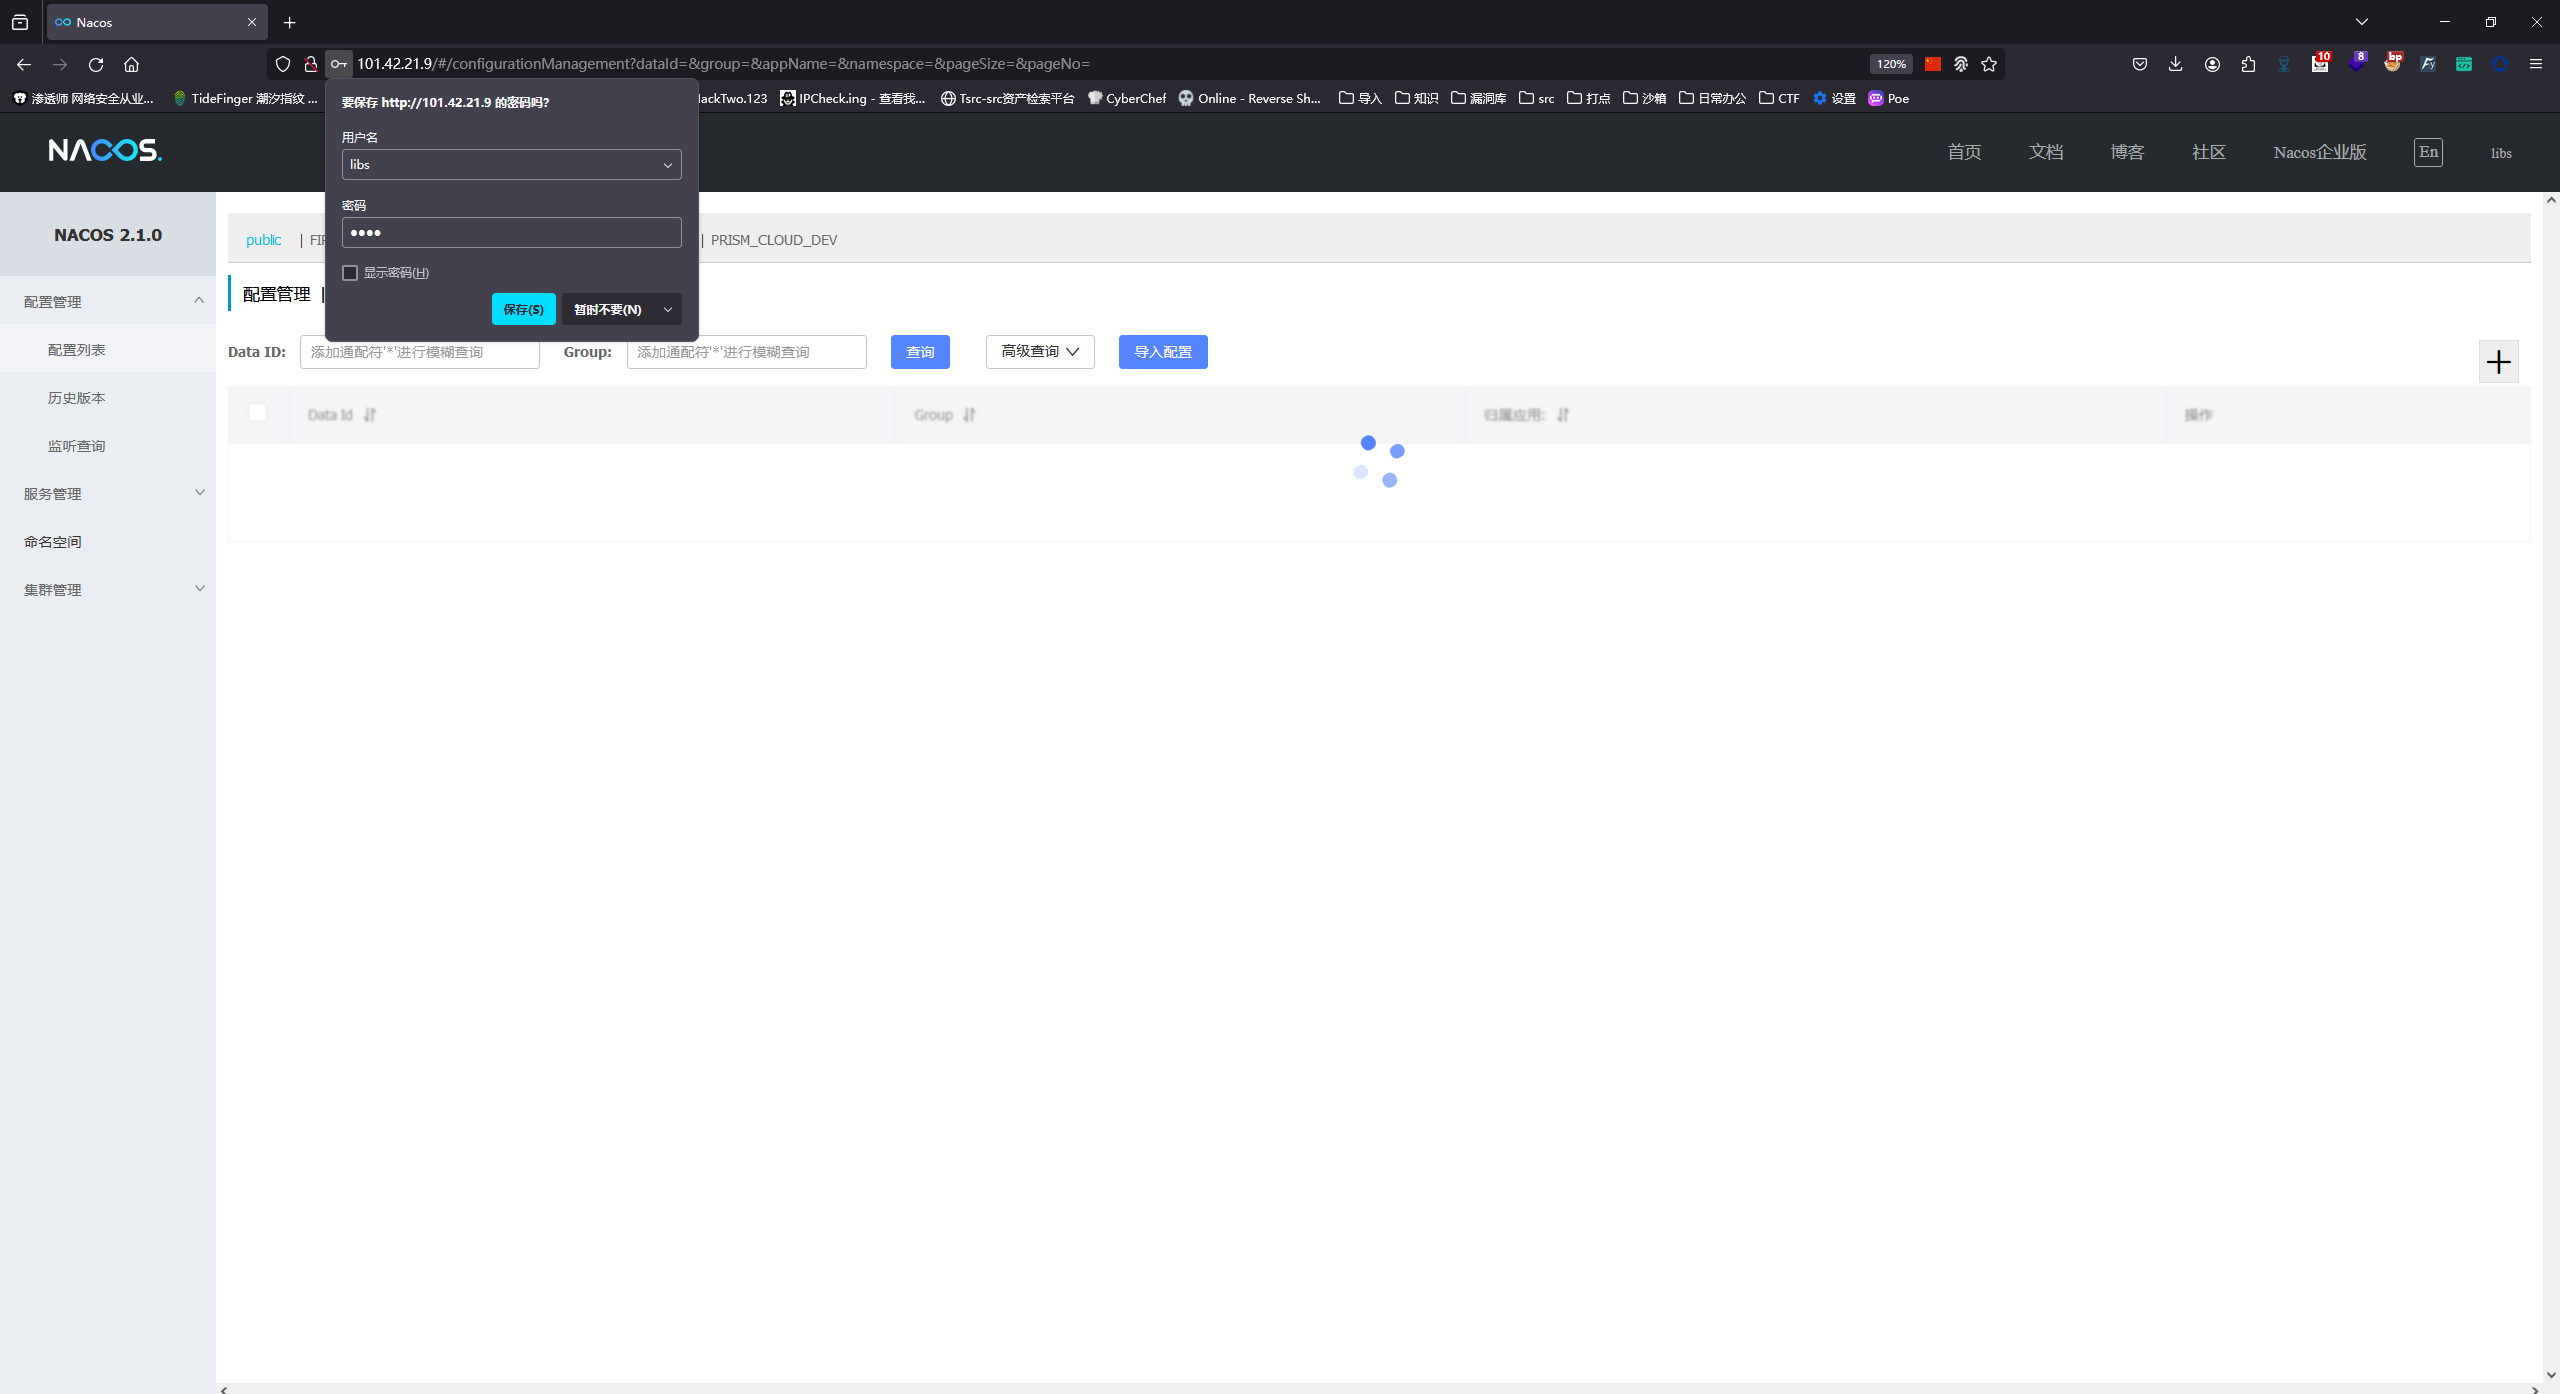 Nacos
101.42.21.9/#/configurationManagement?dataId=&group=&appName=&namespace=&pageSize=&pageNo=
120%
10
8
bp
Fy
渗透师 网络安全从业...
TideFinger 潮汐指纹 ...
HackTwo.123
IPCheck.ing - 查看我...
Tsrc-src资产检索平台
CyberChef
Online - Reverse Sh...
导入
知识
漏洞库
src
打点
沙箱
日常办公
CTF
设置
Poe
要保存 http://101.42.21.9 的密码吗?
用户名
libs
密码
••••
显示密码(H)
保存(S)
暂时不要(N)
NACOS.
首页
文档
博客
社区
Nacos企业版
En
libs
NACOS 2.1.0
配置管理
配置列表
历史版本
监听查询
服务管理
命名空间
集群管理
public
|
| PRISM_CLOUD_DEV
配置管理 |
Data ID:
添加通配符'*'进行模糊查询
Group:
添加通配符'*'进行模糊查询
查询
高级查询
导入配置
Data Id
Group
归属应用:
操作